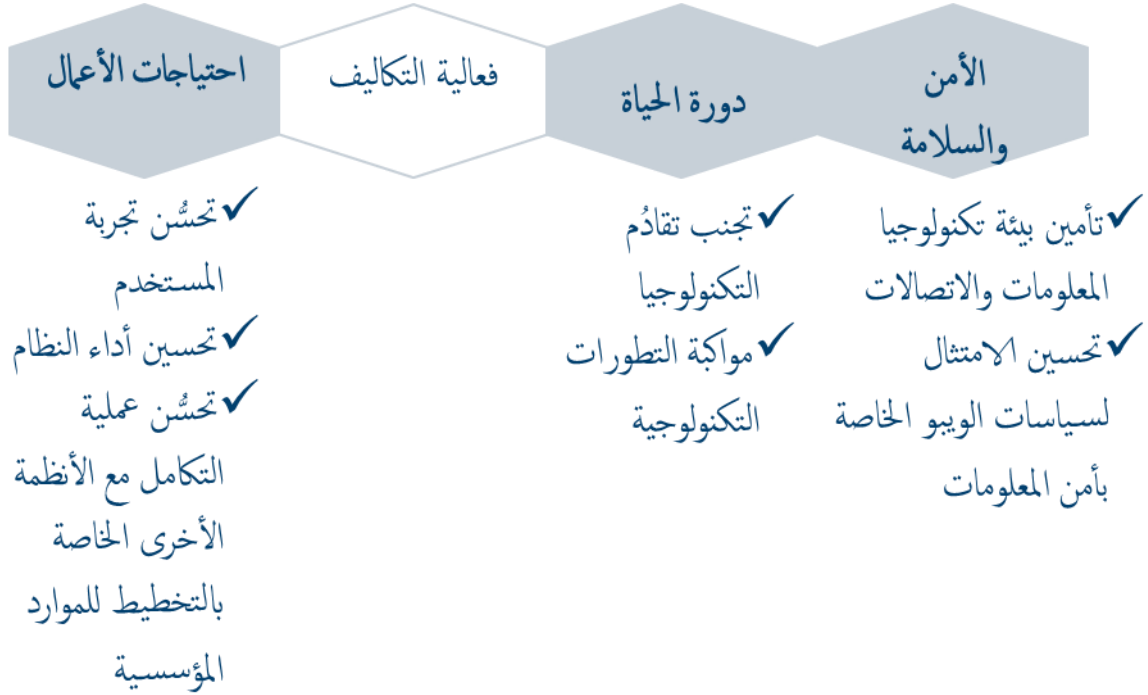 الأمن
والسلامة
دورة الحياة
فعالية التكاليف
احتياجات الأعمال
✔تأمين بيئة تكنولوجيا
المعلومات والاتصالات
✔تحسين الامتثال
لسياسات الويبو الخاصة
بأمن المعلومات
✔تجنب تقادُم
التكنولوجيا
✔مواكبة التطورات
التكنولوجية
✔تحسُّن تجربة
المستخدم
✔تحسين أداء النظام
✔تحسُّن عملية
التكامل مع الأنظمة
الأخرى الخاصة
بالتخطيط للموارد
المؤسسية